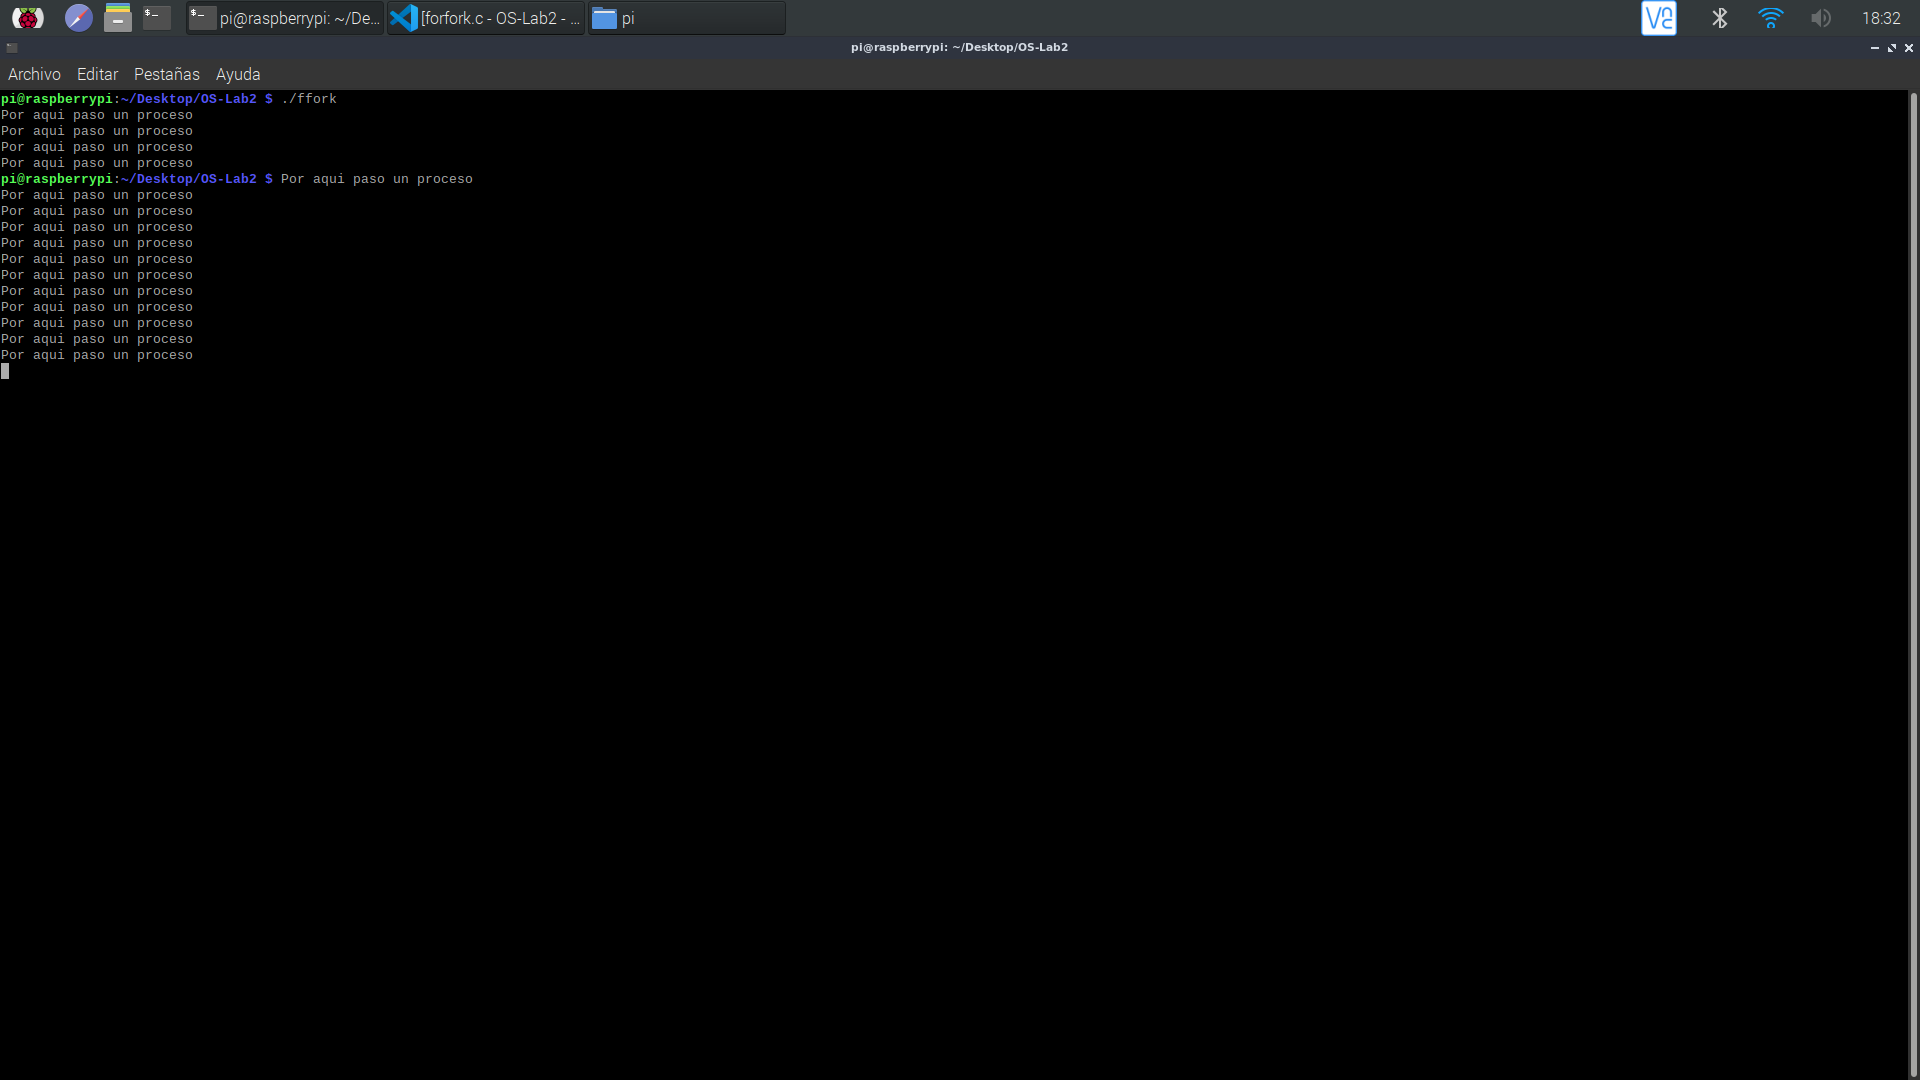 $_
$_
pi@raspberrypi: ~/De...
[forfork.c - OS-Lab2 - ...
pi
18:32
pi@raspberrypi: ~/Desktop/OS-Lab2
Archivo Editar Pestañas Ayuda
pi@raspberrypi:~/Desktop/OS-Lab2 $ ./ffork
Por aqui paso un proceso
Por aqui paso un proceso
Por aqui paso un proceso
Por aqui paso un proceso
pi@raspberrypi:~/Desktop/OS-Lab2 $ Por aqui paso un proceso
Por aqui paso un proceso
Por aqui paso un proceso
Por aqui paso un proceso
Por aqui paso un proceso
Por aqui paso un proceso
Por aqui paso un proceso
Por aqui paso un proceso
Por aqui paso un proceso
Por aqui paso un proceso
Por aqui paso un proceso
Por aqui paso un proceso